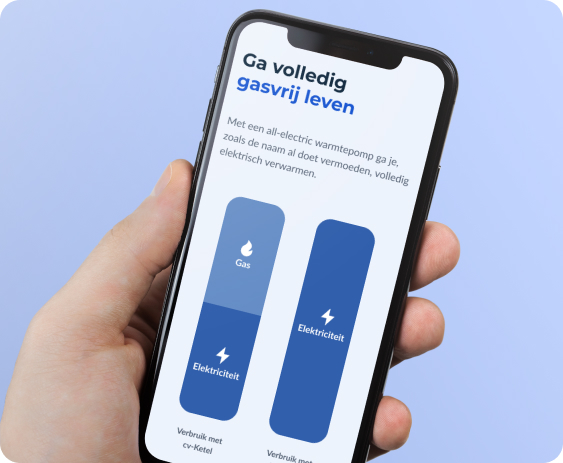 Ga volledig
gasvrij leven
Met een all-electric warmtepomp ga je,
zoals de naam al doet vermoeden, volledig
elektrisch verwarmen.
Gas
Elektriciteit
Elektriciteit
Verbruik met
cv-Ketel
Verbruik met